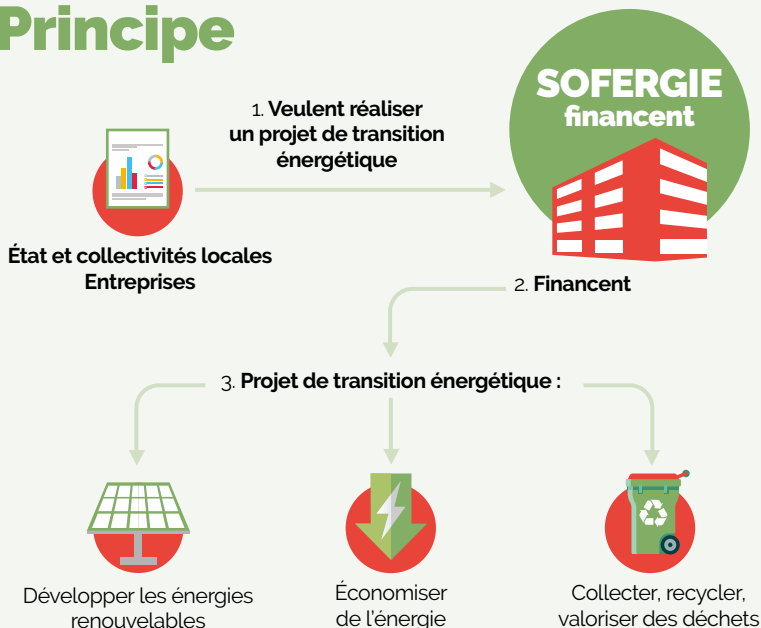 Principe
SOFERGIE
financent
1. Veulent réaliser
un projet de transition
énergétique
État et collectivités locales
Entreprises
2. Financent
3. Projet de transition énergétique :
Développer les énergies
renouvelables
Économiser
de l'énergie
Collecter, recycler,
valoriser des déchets